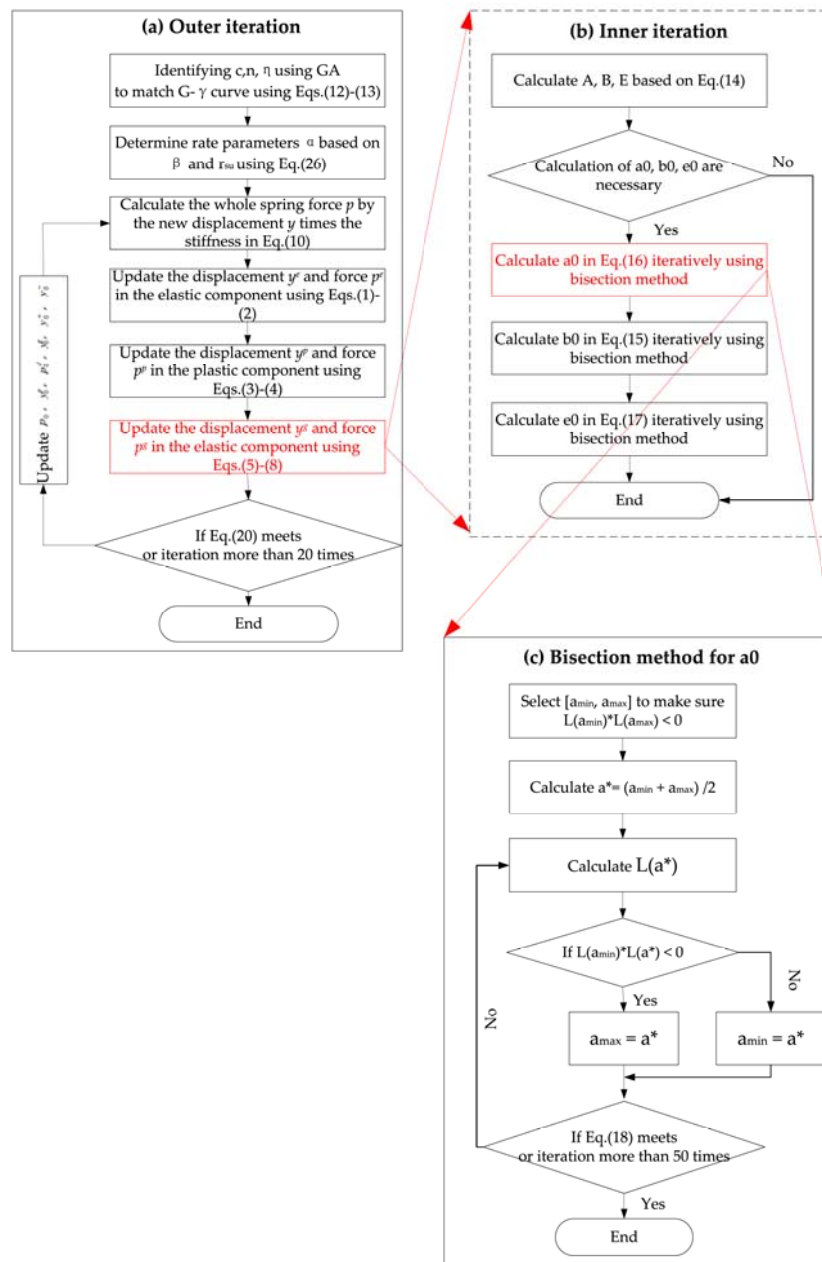 (a) Outer iteration
Identifying c,n, η using GA
to match G- γ curve using Eqs.(12)-(13)
Determine rate parameters α based on
β and rsu using Eq.(26)
Calculate the whole spring force p by
the new displacement y times the
stiffness in Eq.(10)
Update the displacement yᵉ and force pᵉ
in the elastic component using Eqs.(1)-
(2)
Update the displacement yᵖ and force
pᵖ in the plastic component using
Eqs.(3)-(4)
Update the displacement yᵍ and force
pᵍ in the elastic component using
Eqs.(5)-(8)
If Eq.(20) meets
or iteration more than 20 times
End
Update
(b) Inner iteration
Calculate A, B, E based on Eq.(14)
Calculation of a0, b0, e0 are
necessary
No
Yes
Calculate a0 in Eq.(16) iteratively using
bisection method
Calculate b0 in Eq.(15) iteratively using
bisection method
Calculate e0 in Eq.(17) iteratively using
bisection method
End
(c) Bisection method for a0
Select [amin, amax] to make sure
L(amin)*L(amax) < 0
Calculate a*= (amin + amax) /2
Calculate L(a*)
If L(amin)*L(a*) < 0
No
Yes
amax = a*
amin = a*
No
If Eq.(18) meets
or iteration more than 50 times
Yes
End